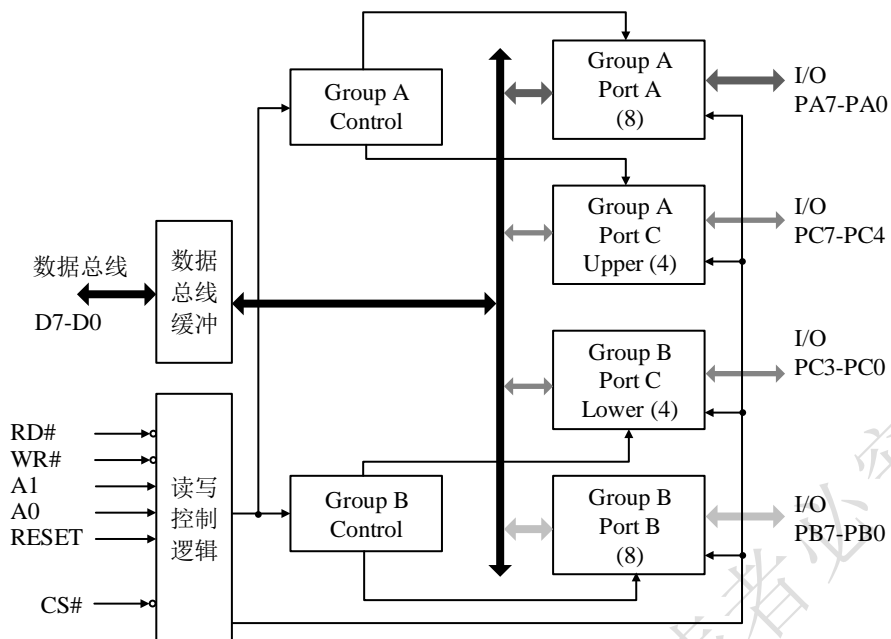 Group A
Control
Group A
Port A
(8)
I/O
PA7-PA0
Group A
Port C
Upper (4)
I/O
PC7-PC4
数据总线
D7-D0
数据
总线
缓冲
Group B
Port C
Lower (4)
I/O
PC3-PC0
RD#
WR#
A1
A0
RESET
CS#
读写
控制
逻辑
Group B
Control
Group B
Port B
(8)
I/O
PB7-PB0
者必